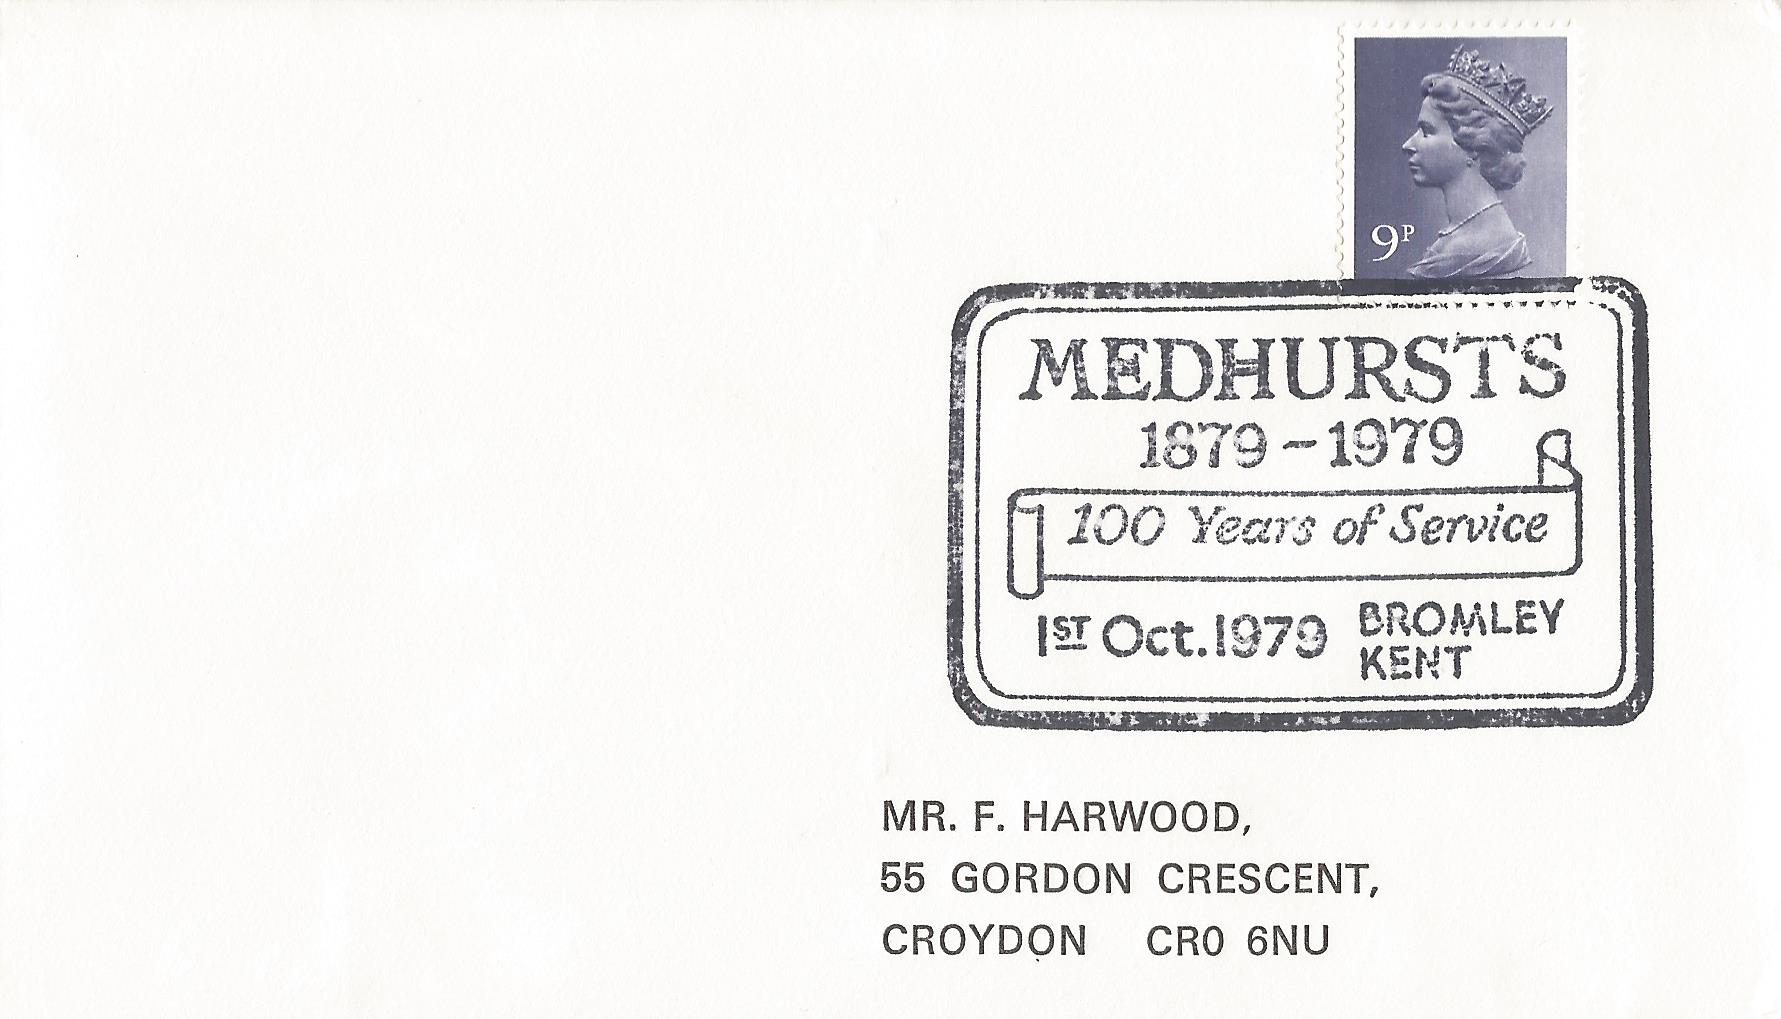 9P
MEDHURSTS
1879-1979
100 Years of Service
1ST Oct. 1979 BROMLEY
KENT
MR. F. HARWOOD,
55 GORDON CRESCENT,
CROYDON CR0 6NU